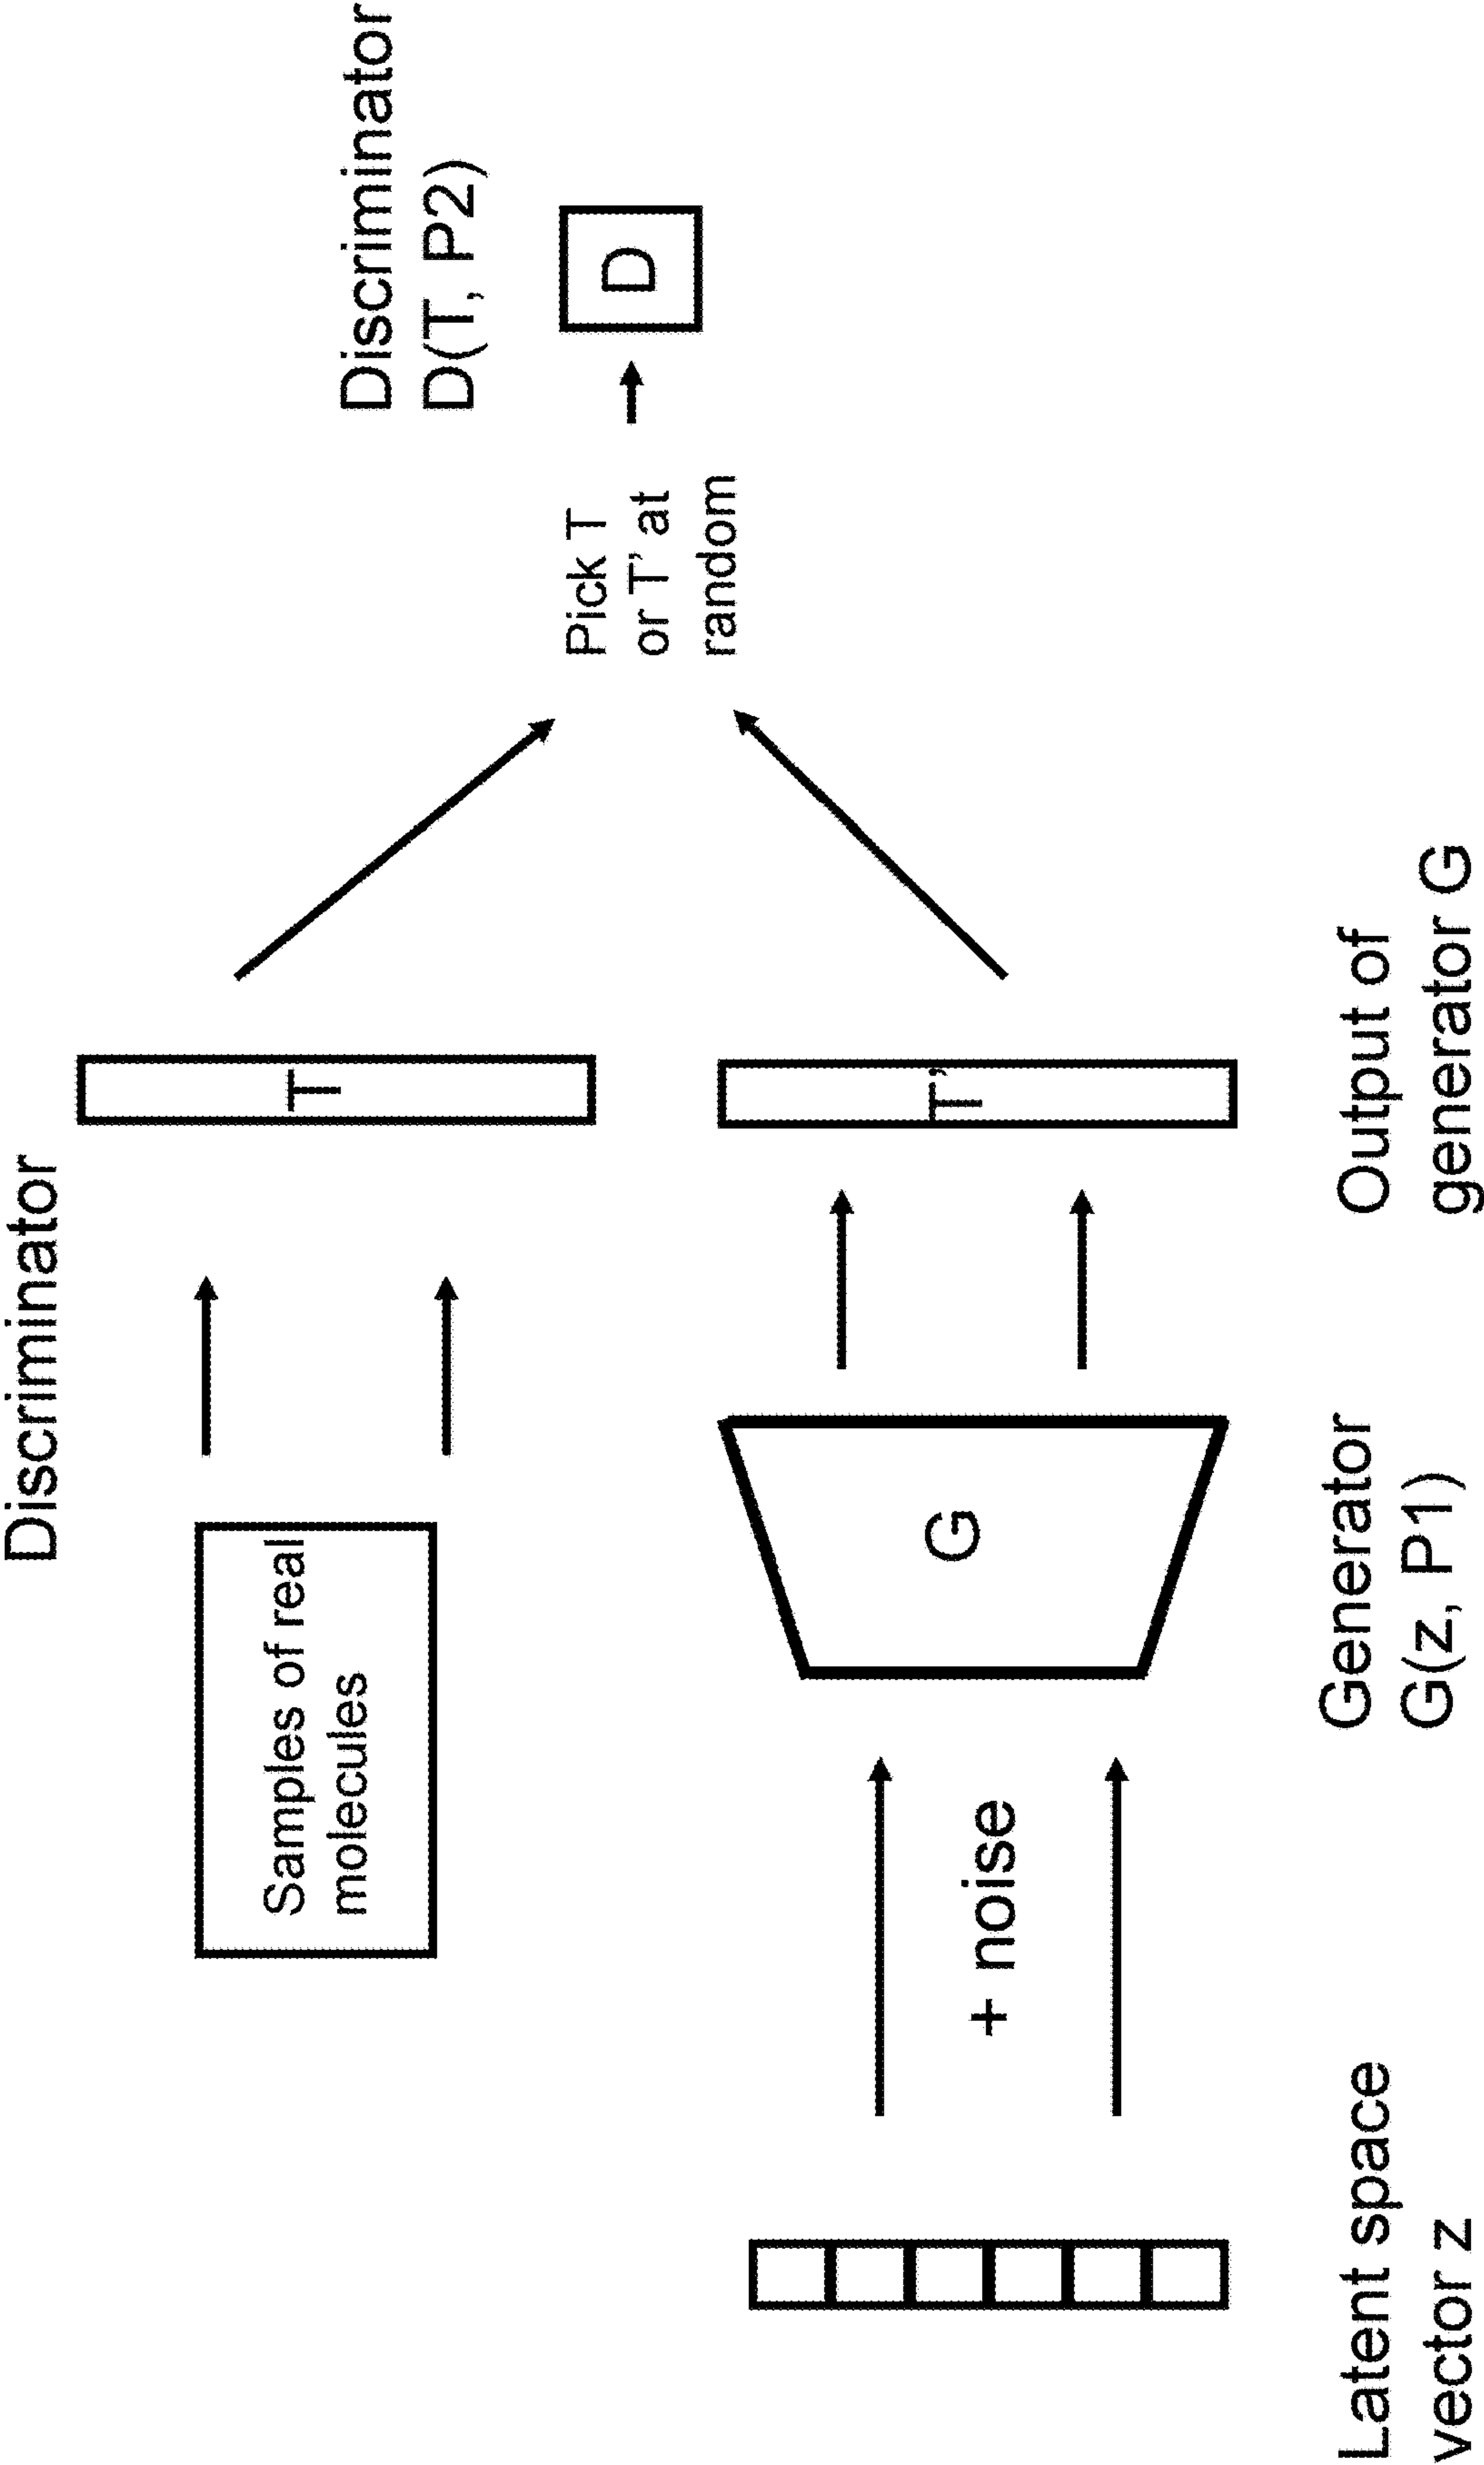 Discriminator
Samples of real
molecules
T
Discriminator
D(T, P2)
Pick T
or T’ at
random
D
+ noise
G
T’
Latent space
vector z
Generator
G(z, P1)
Output of
generator G